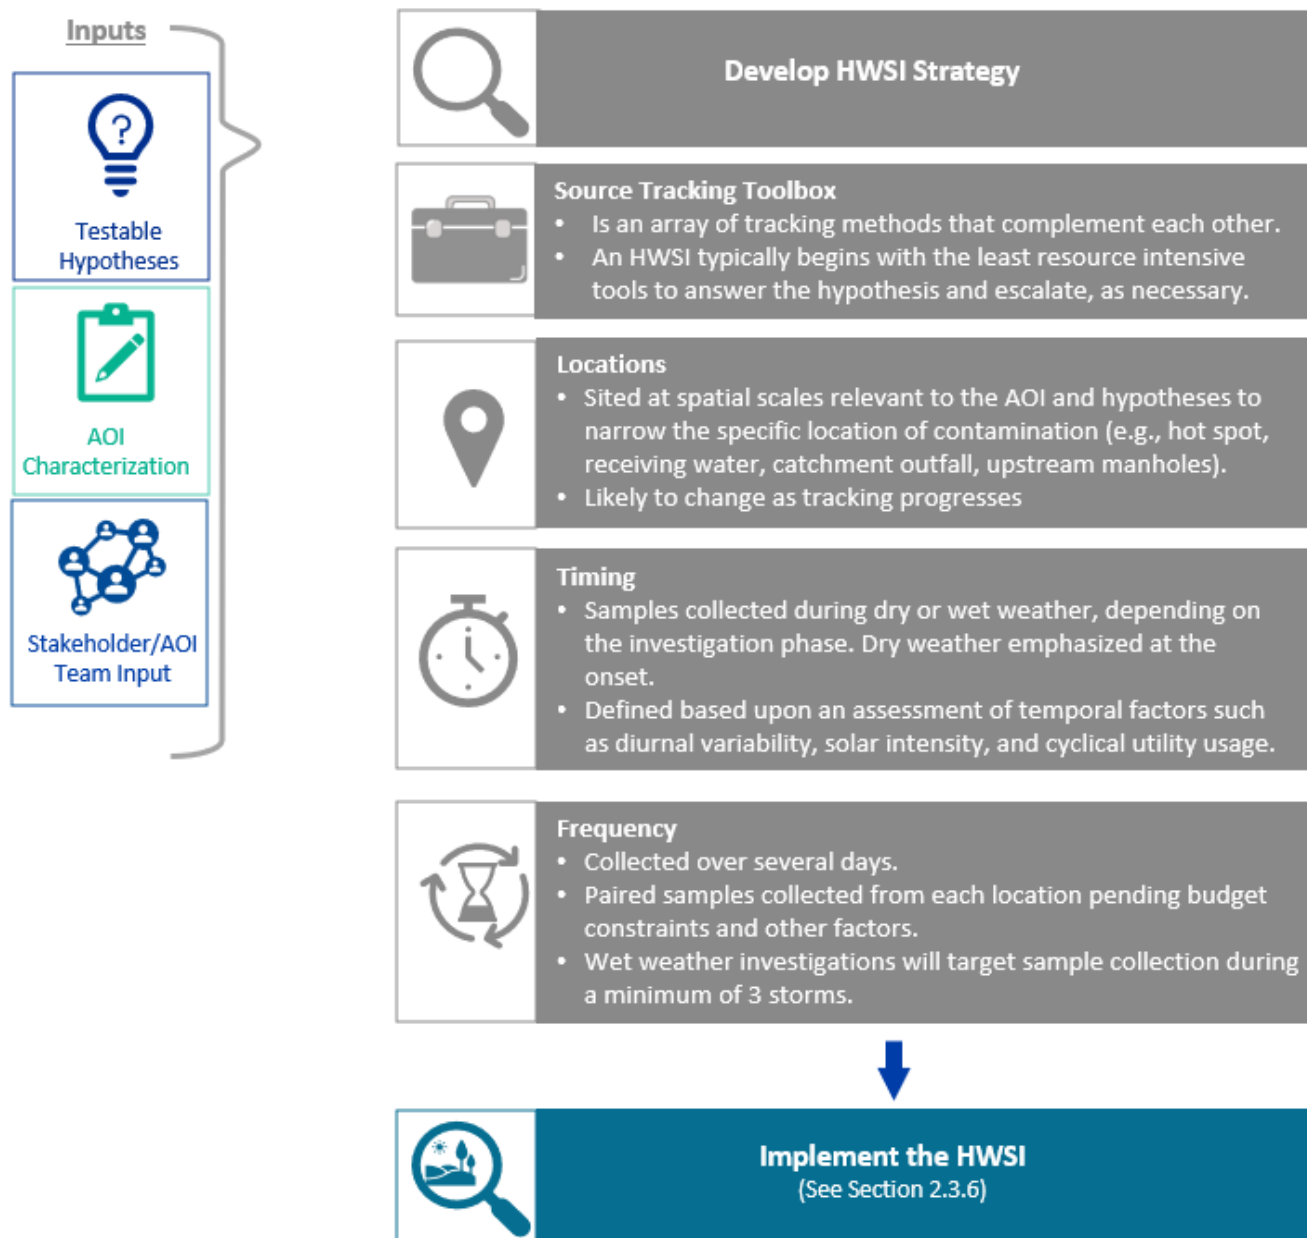 Inputs
?
Testable
Hypotheses
AOI
Characterization
Stakeholder/AOI
Team Input
Develop HWSI Strategy
Source Tracking Toolbox
• Is an array of tracking methods that complement each other.
• An HWSI typically begins with the least resource intensive
tools to answer the hypothesis and escalate, as necessary.
Locations
• Sited at spatial scales relevant to the AOI and hypotheses to
narrow the specific location of contamination (e.g., hot spot,
receiving water, catchment outfall, upstream manholes).
• Likely to change as tracking progresses
Timing
• Samples collected during dry or wet weather, depending on
the investigation phase. Dry weather emphasized at the
onset.
• Defined based upon an assessment of temporal factors such
as diurnal variability, solar intensity, and cyclical utility usage.
Frequency
• Collected over several days.
• Paired samples collected from each location pending budget
constraints and other factors.
• Wet weather investigations will target sample collection during
a minimum of 3 storms.
Implement the HWSI
(See Section 2.3.6)